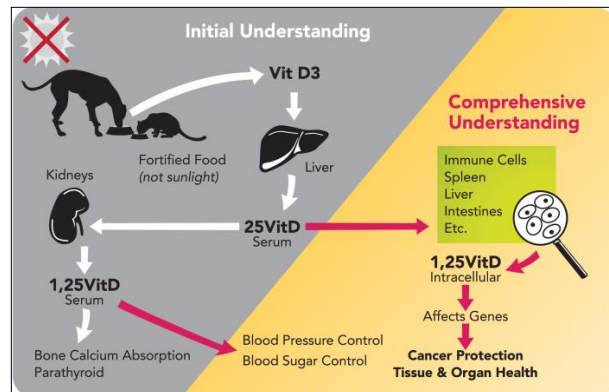 Initial Understanding
Vit D3
Fortified Food
(not sunlight)
Liver
Kidneys
25VitD
Serum
1,25VitD
Serum
Bone Calcium Absorption
Parathyroid
Blood Pressure Control
Blood Sugar Control
Comprehensive
Understanding
Immune Cells
Spleen
Liver
Intestines
Etc.
1,25VitD
Intracellular
Affects Genes
Cancer Protection
Tissue & Organ Health